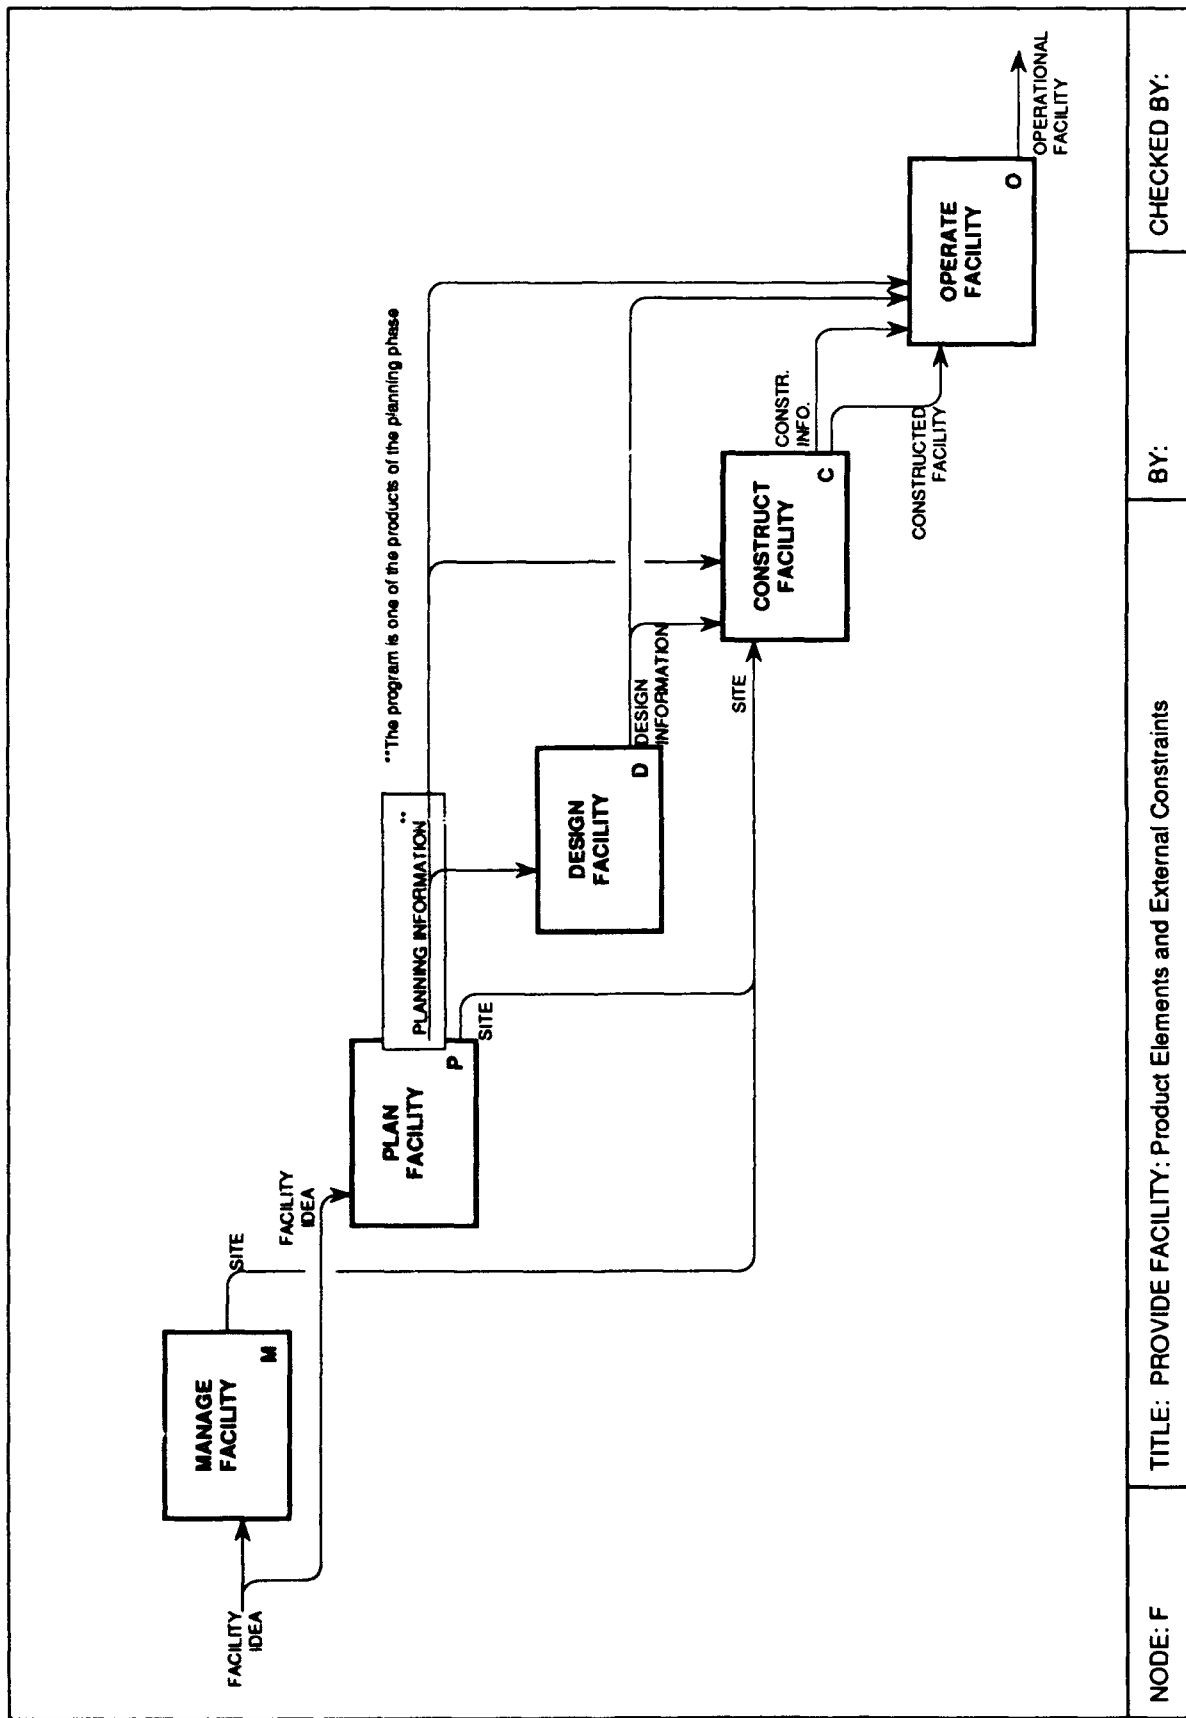 FACILITY
IDEA
MANAGE
FACILITY
M
SITE
FACILITY
IDEA
PLAN
FACILITY
P
PLANNING INFORMATION **
**The program is one of the products of the planning phase
SITE
DESIGN
FACILITY
D
DESIGN
INFORMATION
SITE
CONSTRUCT
FACILITY
C
CONSTR.
INFO.
CONSTRUCTED
FACILITY
OPERATE
FACILITY
O
OPERATIONAL
FACILITY
NODE: F
TITLE: PROVIDE FACILITY: Product Elements and External Constraints
BY:
CHECKED BY: